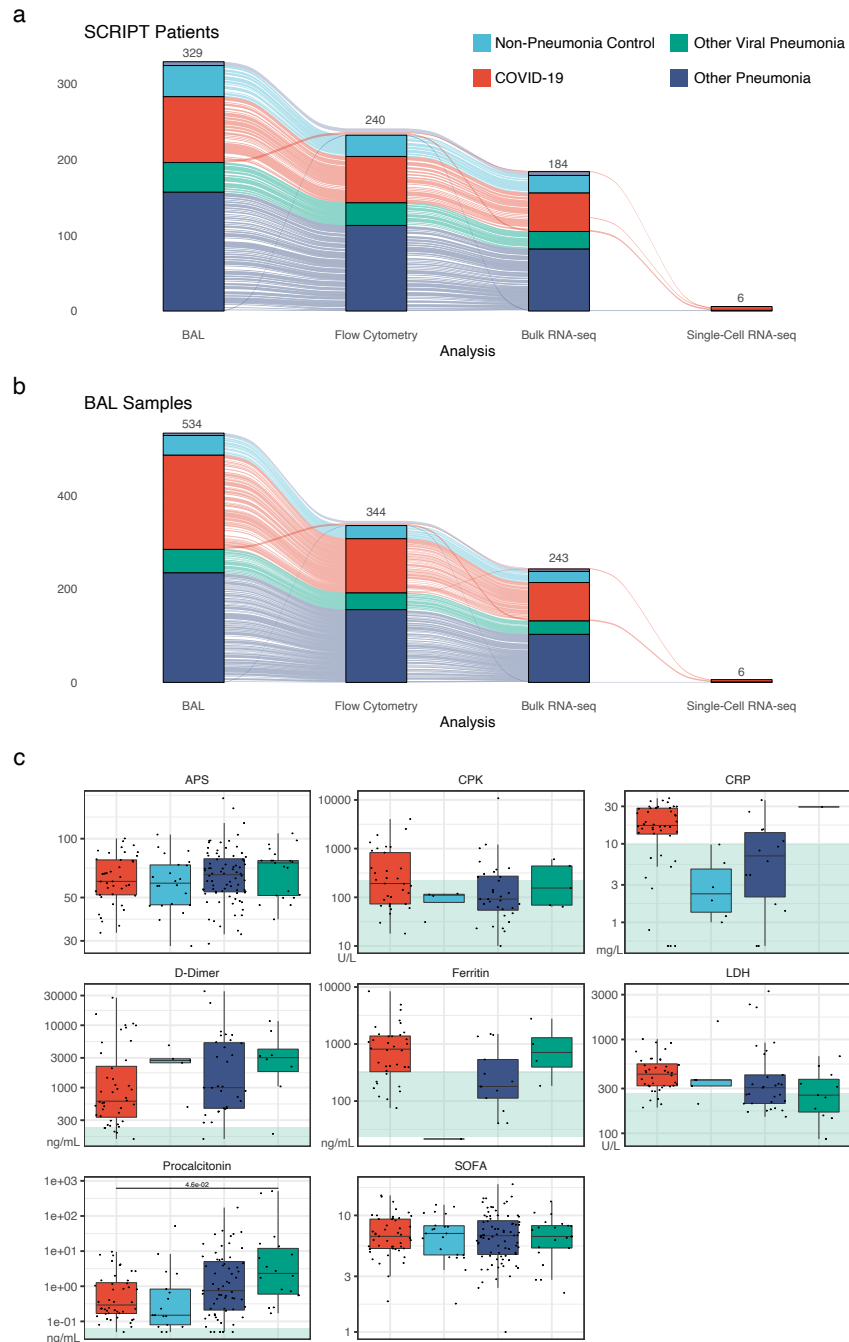 a
SCRIPT Patients
Non-Pneumonia Control
Other Viral Pneumonia
COVID-19
Other Pneumonia
329
240
184
6
300
200
100
0
BAL
Flow Cytometry
Bulk RNA-seq
Single-Cell RNA-seq
Analysis
b
BAL Samples
534
344
243
6
400
200
0
BAL
Flow Cytometry
Bulk RNA-seq
Single-Cell RNA-seq
Analysis
c
APS
100
50
30
CPK
10000
1000
100
10
U/L
CRP
30
10
3
1
mg/L
D-Dimer
30000
10000
3000
1000
300
ng/mL
Ferritin
10000
1000
100
ng/mL
LDH
3000
1000
300
100
U/L
Procalcitonin
1e+03
1e+02
1e+01
1e+00
1e-01
ng/mL
4.6e-02
SOFA
10
3
1